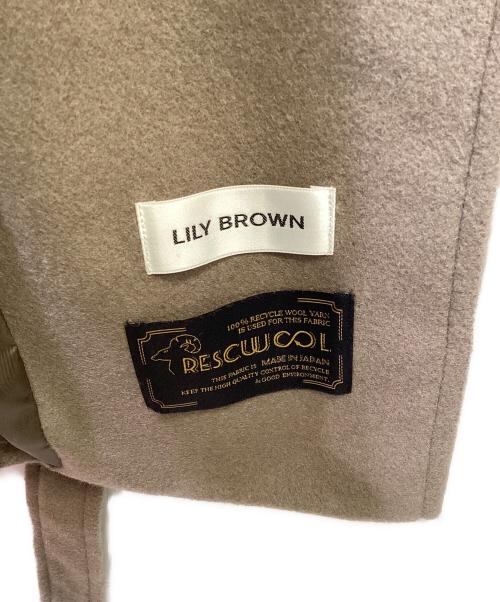 LILY BROWN
100% RECYCLE WOOL YARN
IS USED FOR THIS FABRIC
RESCWOOL
THIS FABRIC IS MADE IN JAPAN
KEEP THE HIGH QUALITY CONTROL OF RECYCLE
& GOOD ENVIRONMENT.